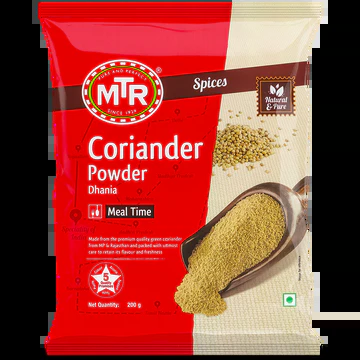 PURE AND PERFECT
MTR
SINCE 1924
Spices
Natural
& Pure
Coriander
Powder
Dhania
Meal Time
Made from the premium quality green coriander
from MP & Rajasthan and packed with utmost
care to retain its flavour and freshness
5
Net Quantity: 200 g